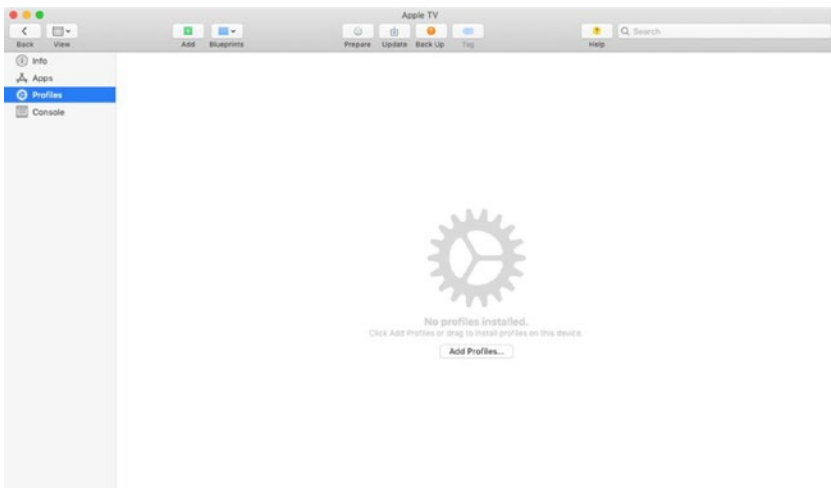 Apple TV
Back View Add Blueprints Prepare Update Back Up Tag Help Search
Info
Apps
Profiles
Console
No profiles installed.
Click Add Profiles or drag to install profiles on this device.
Add Profiles...